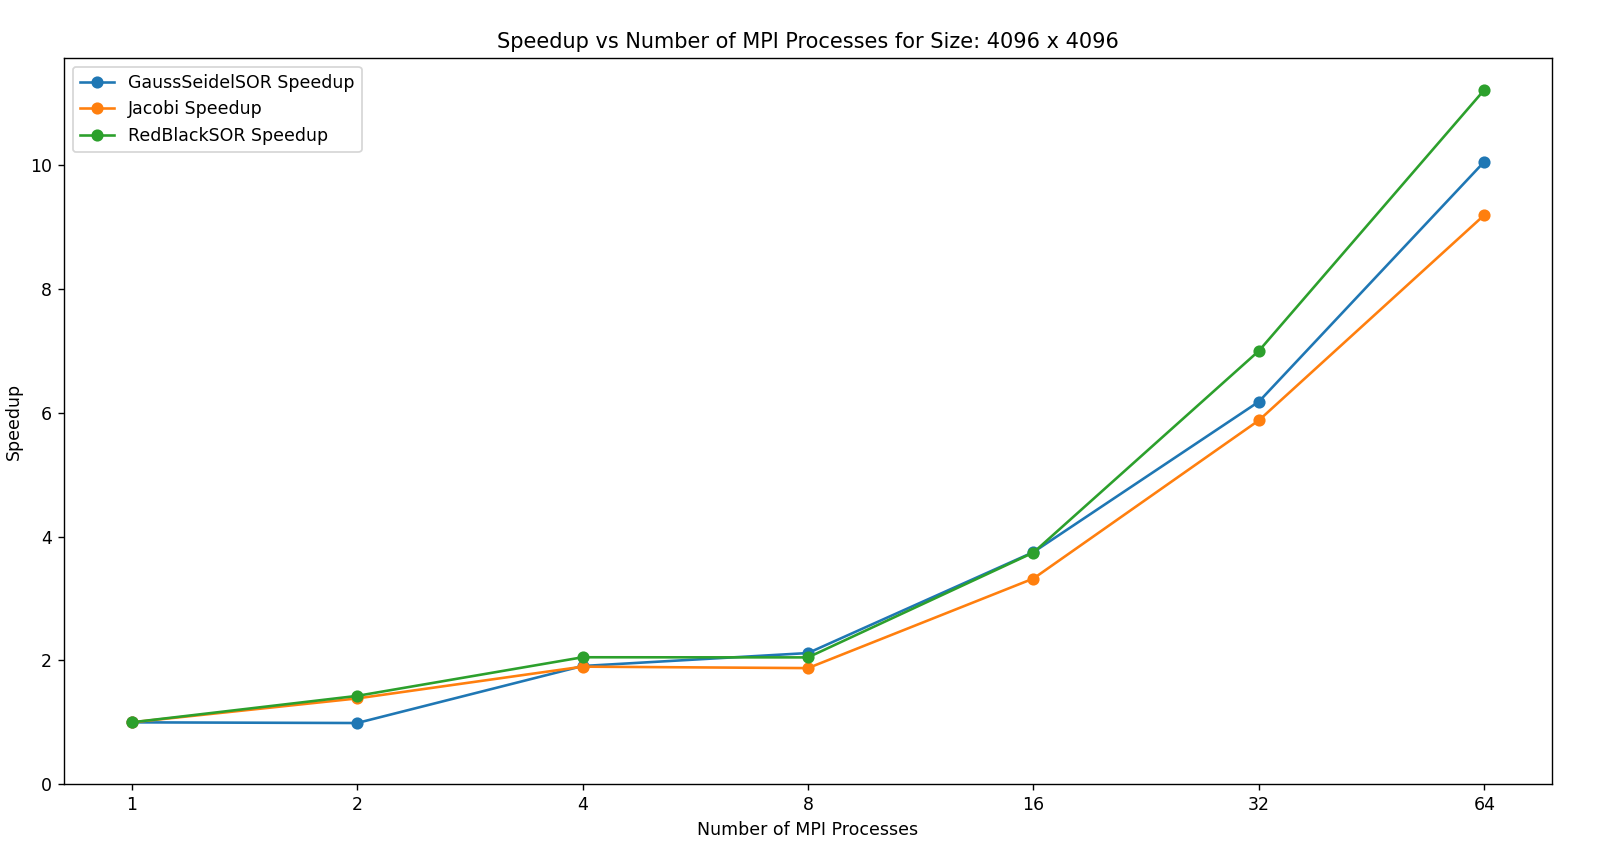 Speedup vs Number of MPI Processes for Size: 4096 x 4096
GaussSeidelSOR Speedup
Jacobi Speedup
RedBlackSOR Speedup
10
8
6
4
2
0
Speedup
1 2 4 8 16 32 64
Number of MPI Processes